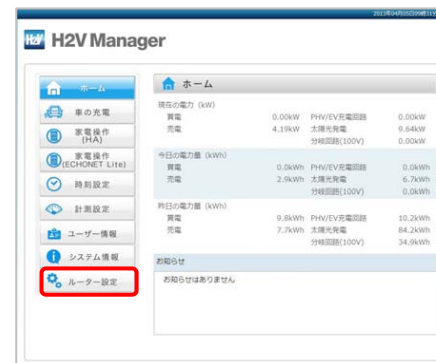 H2V H2V Manager
ホーム
車の充電
家電操作
(HA)
家電操作
(ECHONET Lite)
時刻設定
計測設定
ユーザー情報
システム情報
ルーター設定
ホーム
現在の電力 (kW)
買電 0.00kW PHV/EV充電回路 0.00kW
売電 4.19kW 太陽光発電 9.64kW
分岐回路(100V) 0.00kW
今日の電力量 (kWh)
買電 0.0kWh PHV/EV充電回路 0.0kWh
売電 2.9kWh 太陽光発電 6.7kWh
分岐回路(100V) 0.0kWh
昨日の電力量 (kWh)
買電 9.8kWh PHV/EV充電回路 10.2kWh
売電 7.7kWh 太陽光発電 84.2kWh
分岐回路(100V) 34.9kWh
お知らせ
お知らせはありません